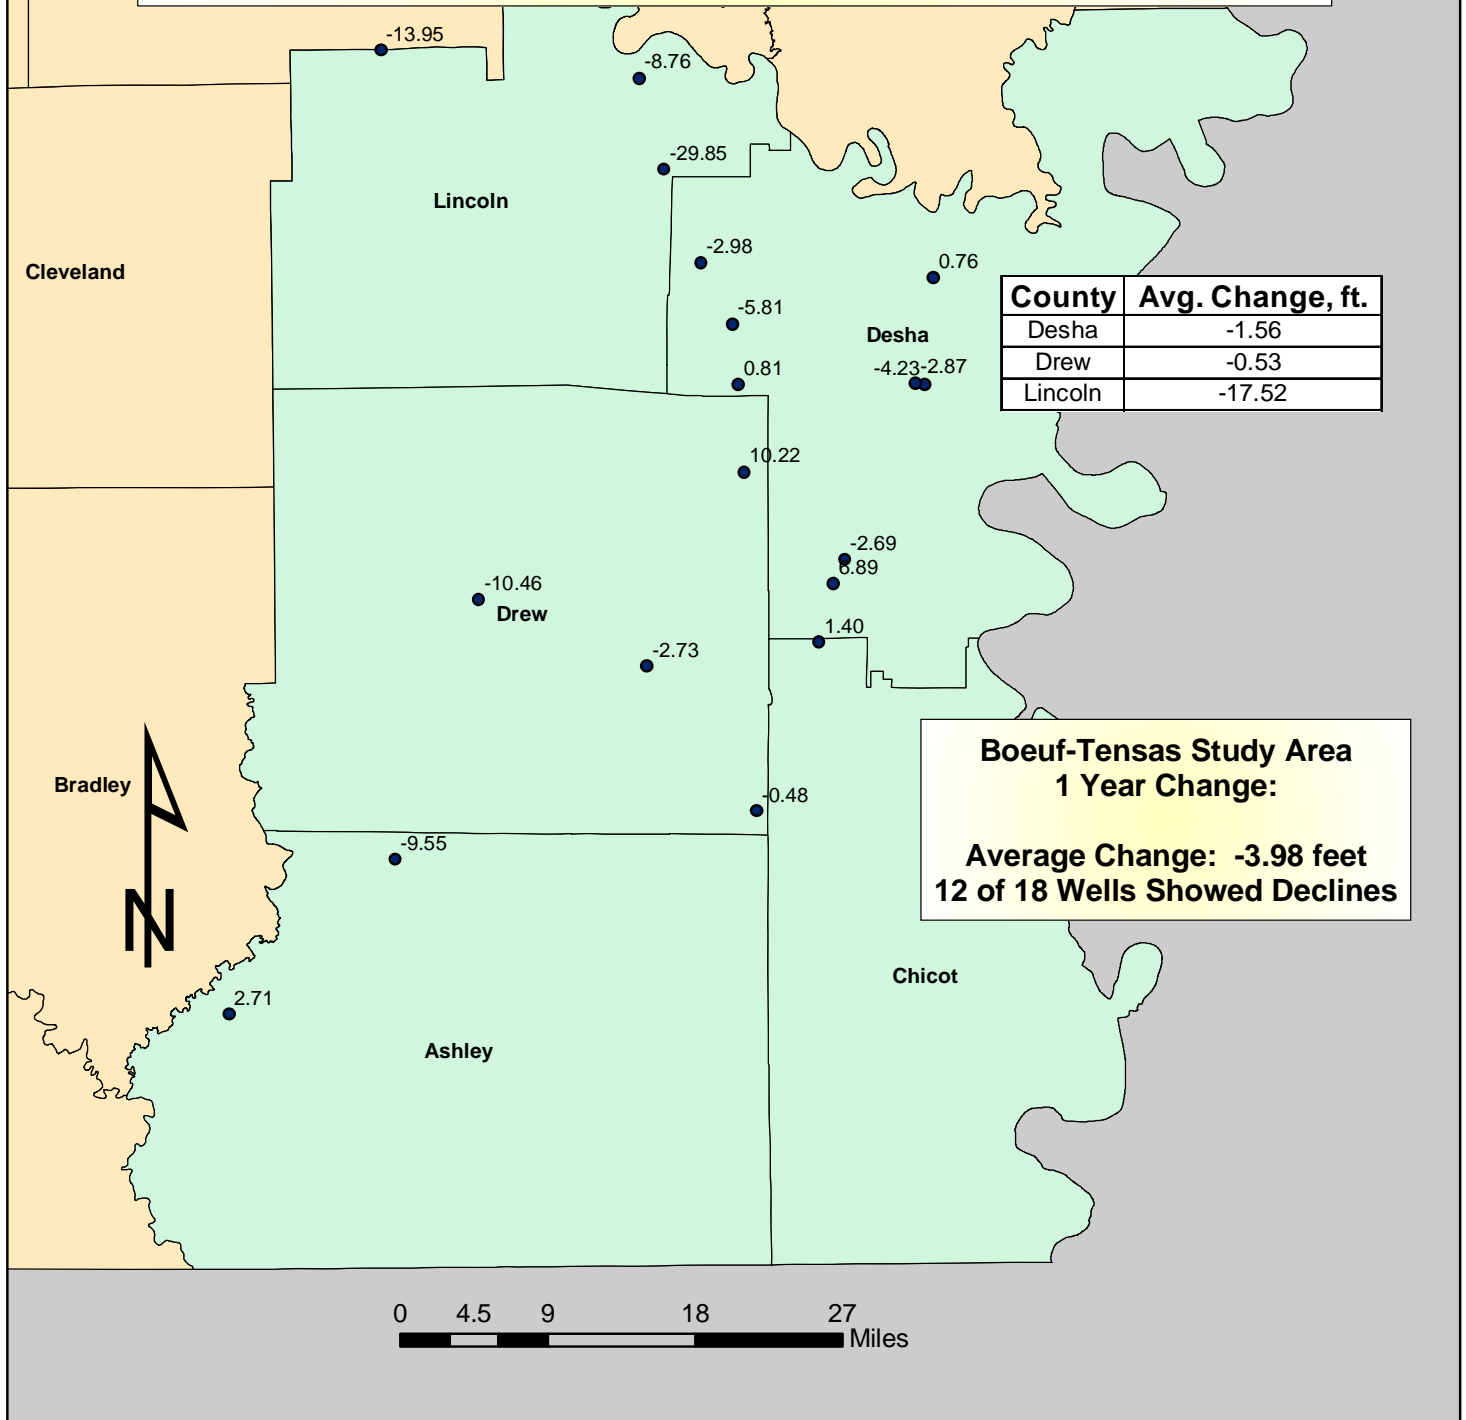 -13.95
-8.76
-29.85
Lincoln
Cleveland
-2.98
0.76
-5.81
Desha
0.81
-4.23
-2.87
County Avg. Change, ft.
Desha -1.56
Drew -0.53
Lincoln -17.52
10.22
-2.69
6.89
-10.46
Drew
1.40
-2.73
Boeuf-Tensas Study Area
1 Year Change:
Average Change: -3.98 feet
12 of 18 Wells Showed Declines
Bradley
-0.48
-9.55
N
Chicot
2.71
Ashley
0 4.5 9 18 27
Miles